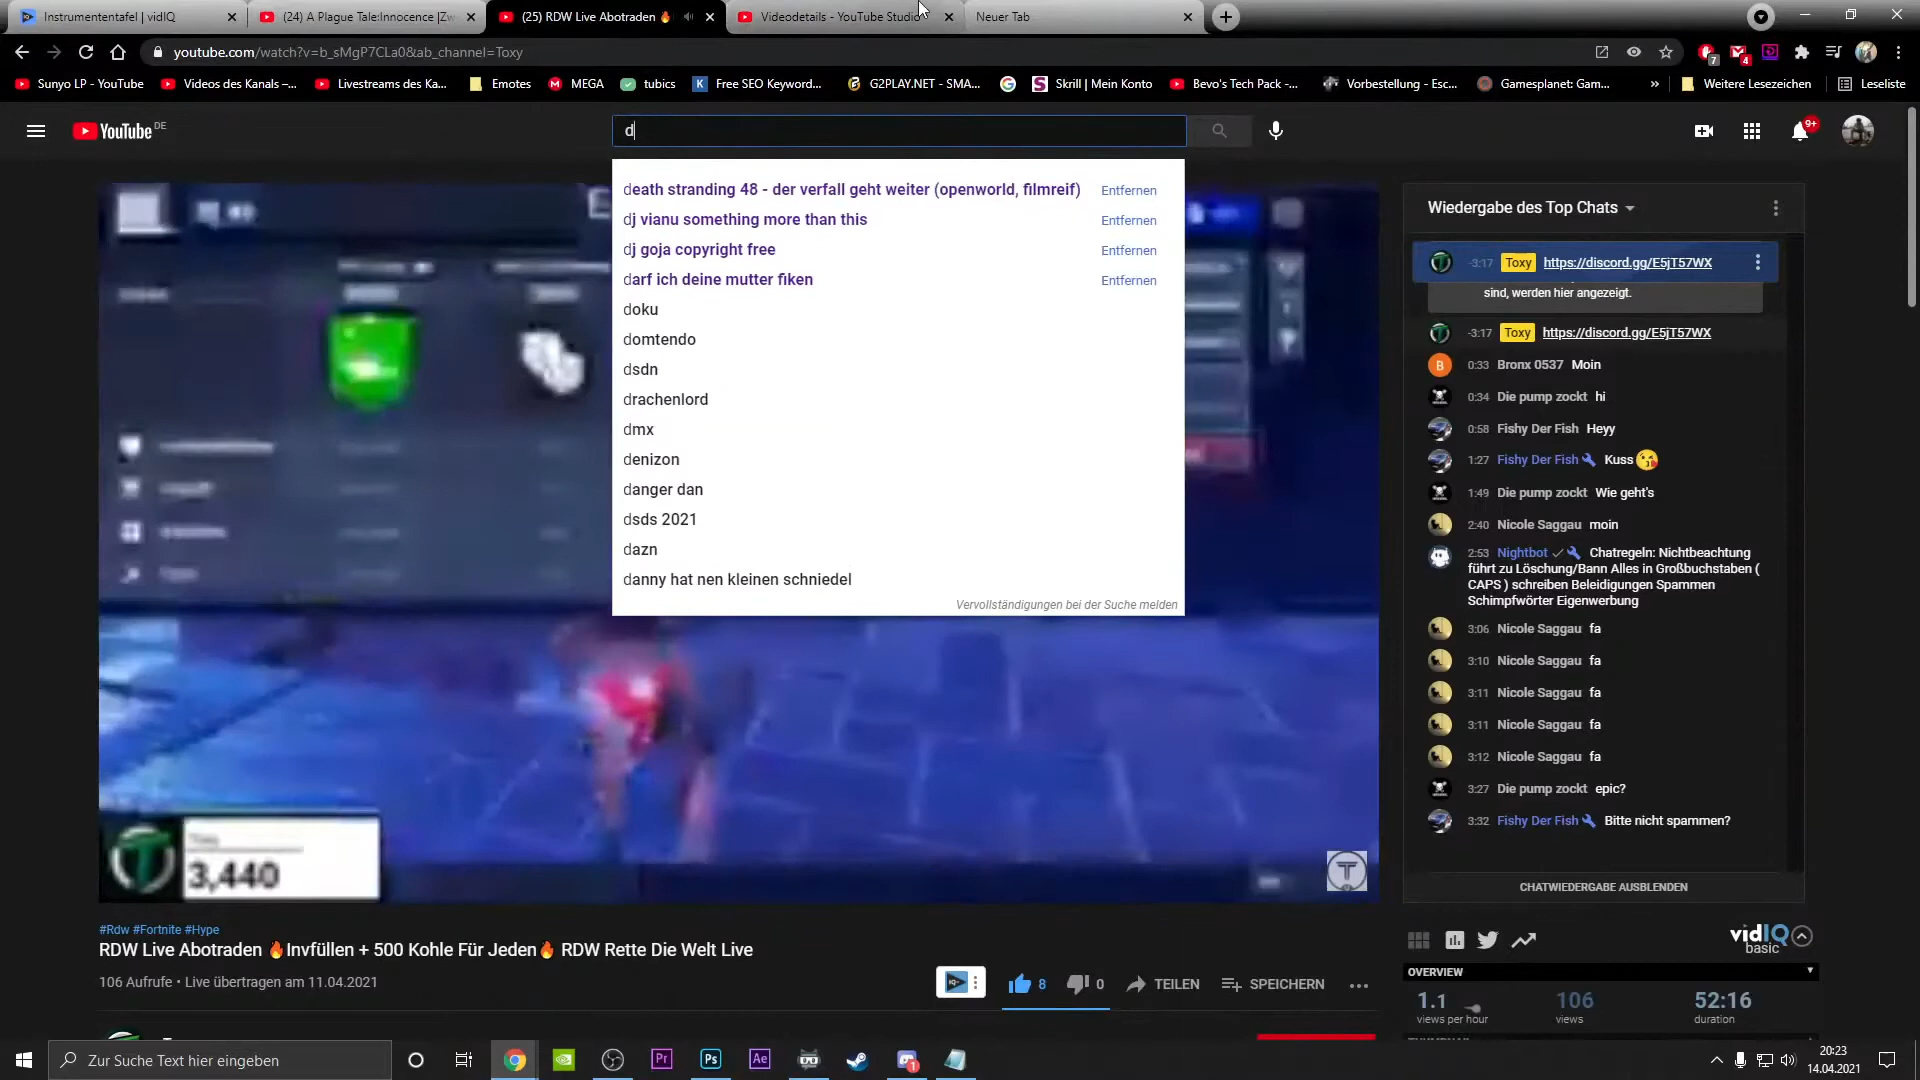 Instrumententafel | vidIQ
(24) A Plague Tale:Innocence |Zw
(25) RDW Live Abotraden 🔥
Videodetails - YouTube Studio
Neuer Tab
youtube.com/watch?v=b_sMgP7CLa0&ab_channel=Toxy
7
4
Sunyo LP - YouTube
Videos des Kanals –...
Livestreams des Ka...
Emotes
MEGA
tubics
K
Free SEO Keyword...
G2PLAY.NET - SMA...
Skrill | Mein Konto
Bevo's Tech Pack -...
Vorbestellung - Esc...
Gamesplanet: Gam...
»
Weitere Lesezeichen
Leseliste
YouTube DE
d
9+
death stranding 48 - der verfall geht weiter (openworld, filmreif) Entfernen
dj vianu something more than this Entfernen
dj goja copyright free Entfernen
darf ich deine mutter fiken Entfernen
doku
domtendo
dsdn
drachenlord
dmx
denizon
danger dan
dsds 2021
dazn
danny hat nen kleinen schniedel
Vervollständigungen bei der Suche melden
3,440
T
Wiedergabe des Top Chats
-3:17 Toxy https://discord.gg/E5jT57WX
sind, werden hier angezeigt.
-3:17 Toxy https://discord.gg/E5jT57WX
B 0:33 Bronx 0537 Moin
0:34 Die pump zockt hi
0:58 Fishy Der Fish Heyy
1:27 Fishy Der Fish Kuss😘
1:49 Die pump zockt Wie geht's
2:40 Nicole Saggau moin
2:53 Nightbot ✓ Chatregeln: Nichtbeachtung
führt zu Löschung/Bann Alles in Großbuchstaben (
CAPS ) schreiben Beleidigungen Spammen
Schimpfwörter Eigenwerbung
3:06 Nicole Saggau fa
3:10 Nicole Saggau fa
3:11 Nicole Saggau fa
3:11 Nicole Saggau fa
3:12 Nicole Saggau fa
3:27 Die pump zockt epic?
3:32 Fishy Der Fish Bitte nicht spammen?
CHATWIEDERGABE AUSBLENDEN
#Rdw #Fortnite #Hype
RDW Live Abotraden 🔥Invfüllen + 500 Kohle Für Jeden🔥 RDW Rette Die Welt Live
106 Aufrufe • Live übertragen am 11.04.2021
8
0
TEILEN
SPEICHERN
vidIQ
basic
OVERVIEW
1.1
views per hour
106
views
52:16
duration
Zur Suche Text hier eingeben
Pr
Ps
Ae
1
20:23
14.04.2021